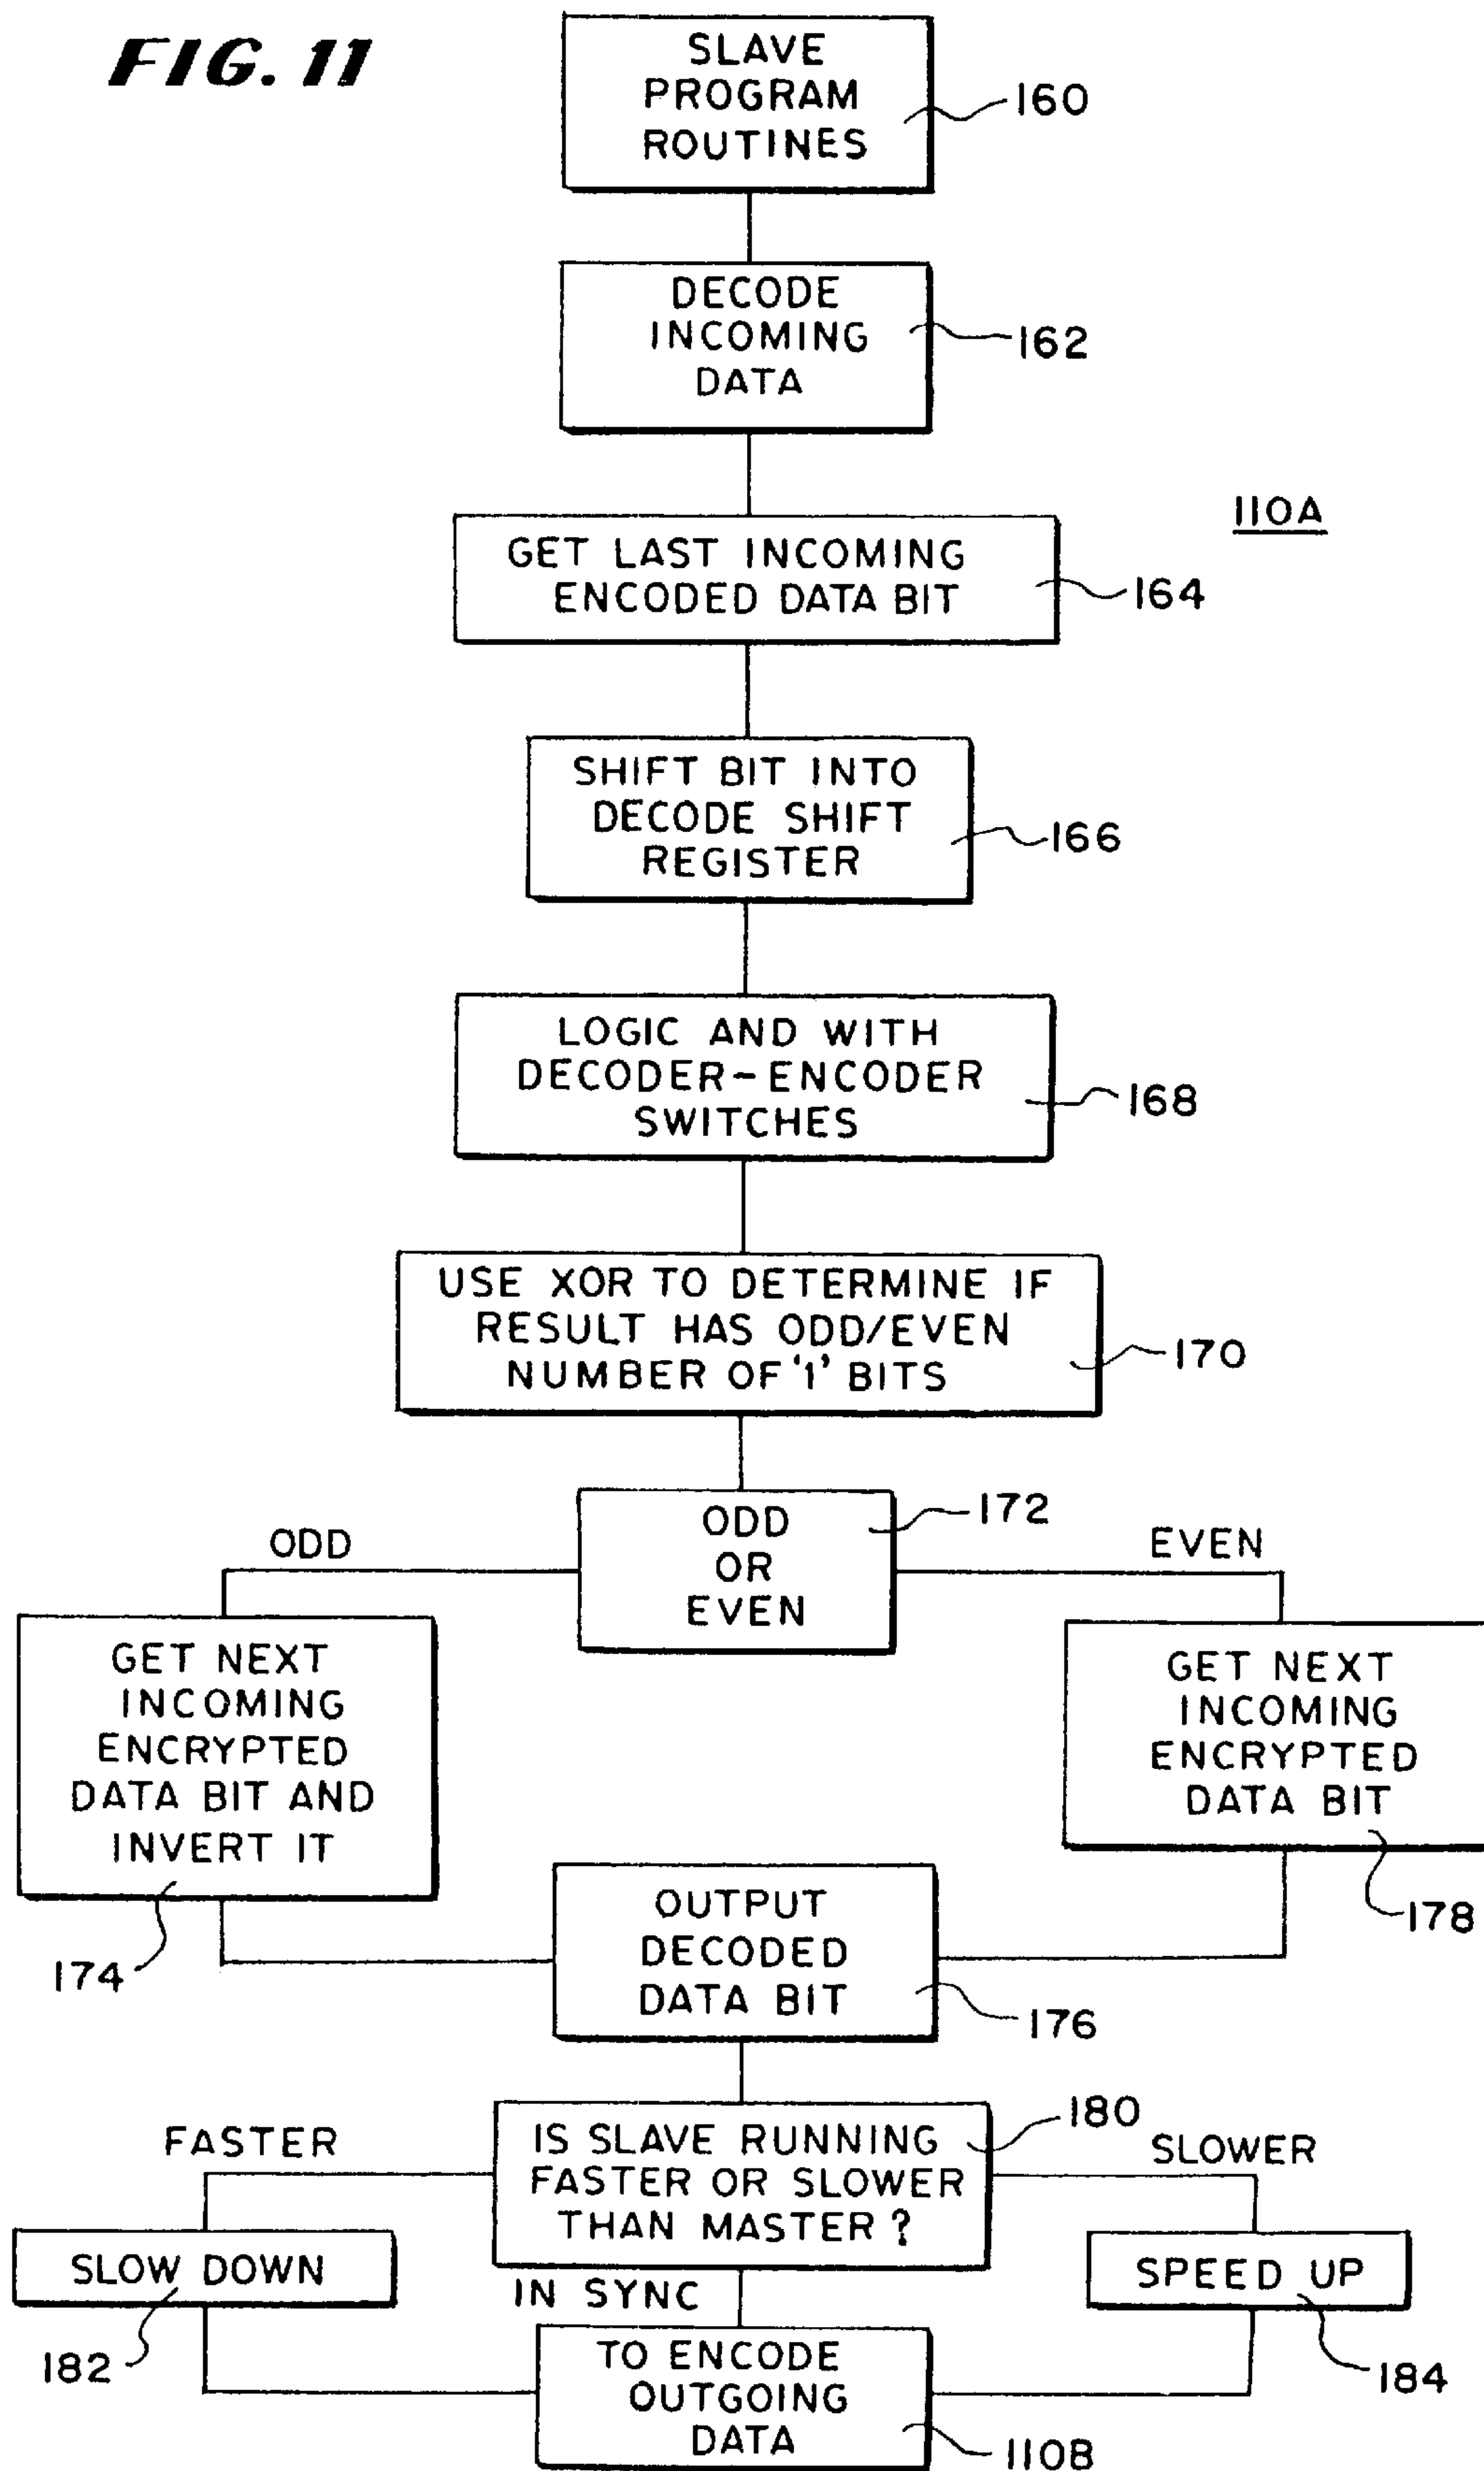 FIG. 11
SLAVE
PROGRAM
ROUTINES
160
DECODE
INCOMING
DATA
162
110A
GET LAST INCOMING
ENCODED DATA BIT
164
SHIFT BIT INTO
DECODE SHIFT
REGISTER
166
LOGIC AND WITH
DECODER-ENCODER
SWITCHES
168
USE XOR TO DETERMINE IF
RESULT HAS ODD/EVEN
NUMBER OF '1' BITS
170
ODD
OR
EVEN
172
ODD
EVEN
GET NEXT
INCOMING
ENCRYPTED
DATA BIT AND
INVERT IT
174
GET NEXT
INCOMING
ENCRYPTED
DATA BIT
178
OUTPUT
DECODED
DATA BIT
176
IS SLAVE RUNNING
FASTER OR SLOWER
THAN MASTER ?
180
FASTER
SLOWER
SLOW DOWN
182
IN SYNC
SPEED UP
184
TO ENCODE
OUTGOING
DATA
110B